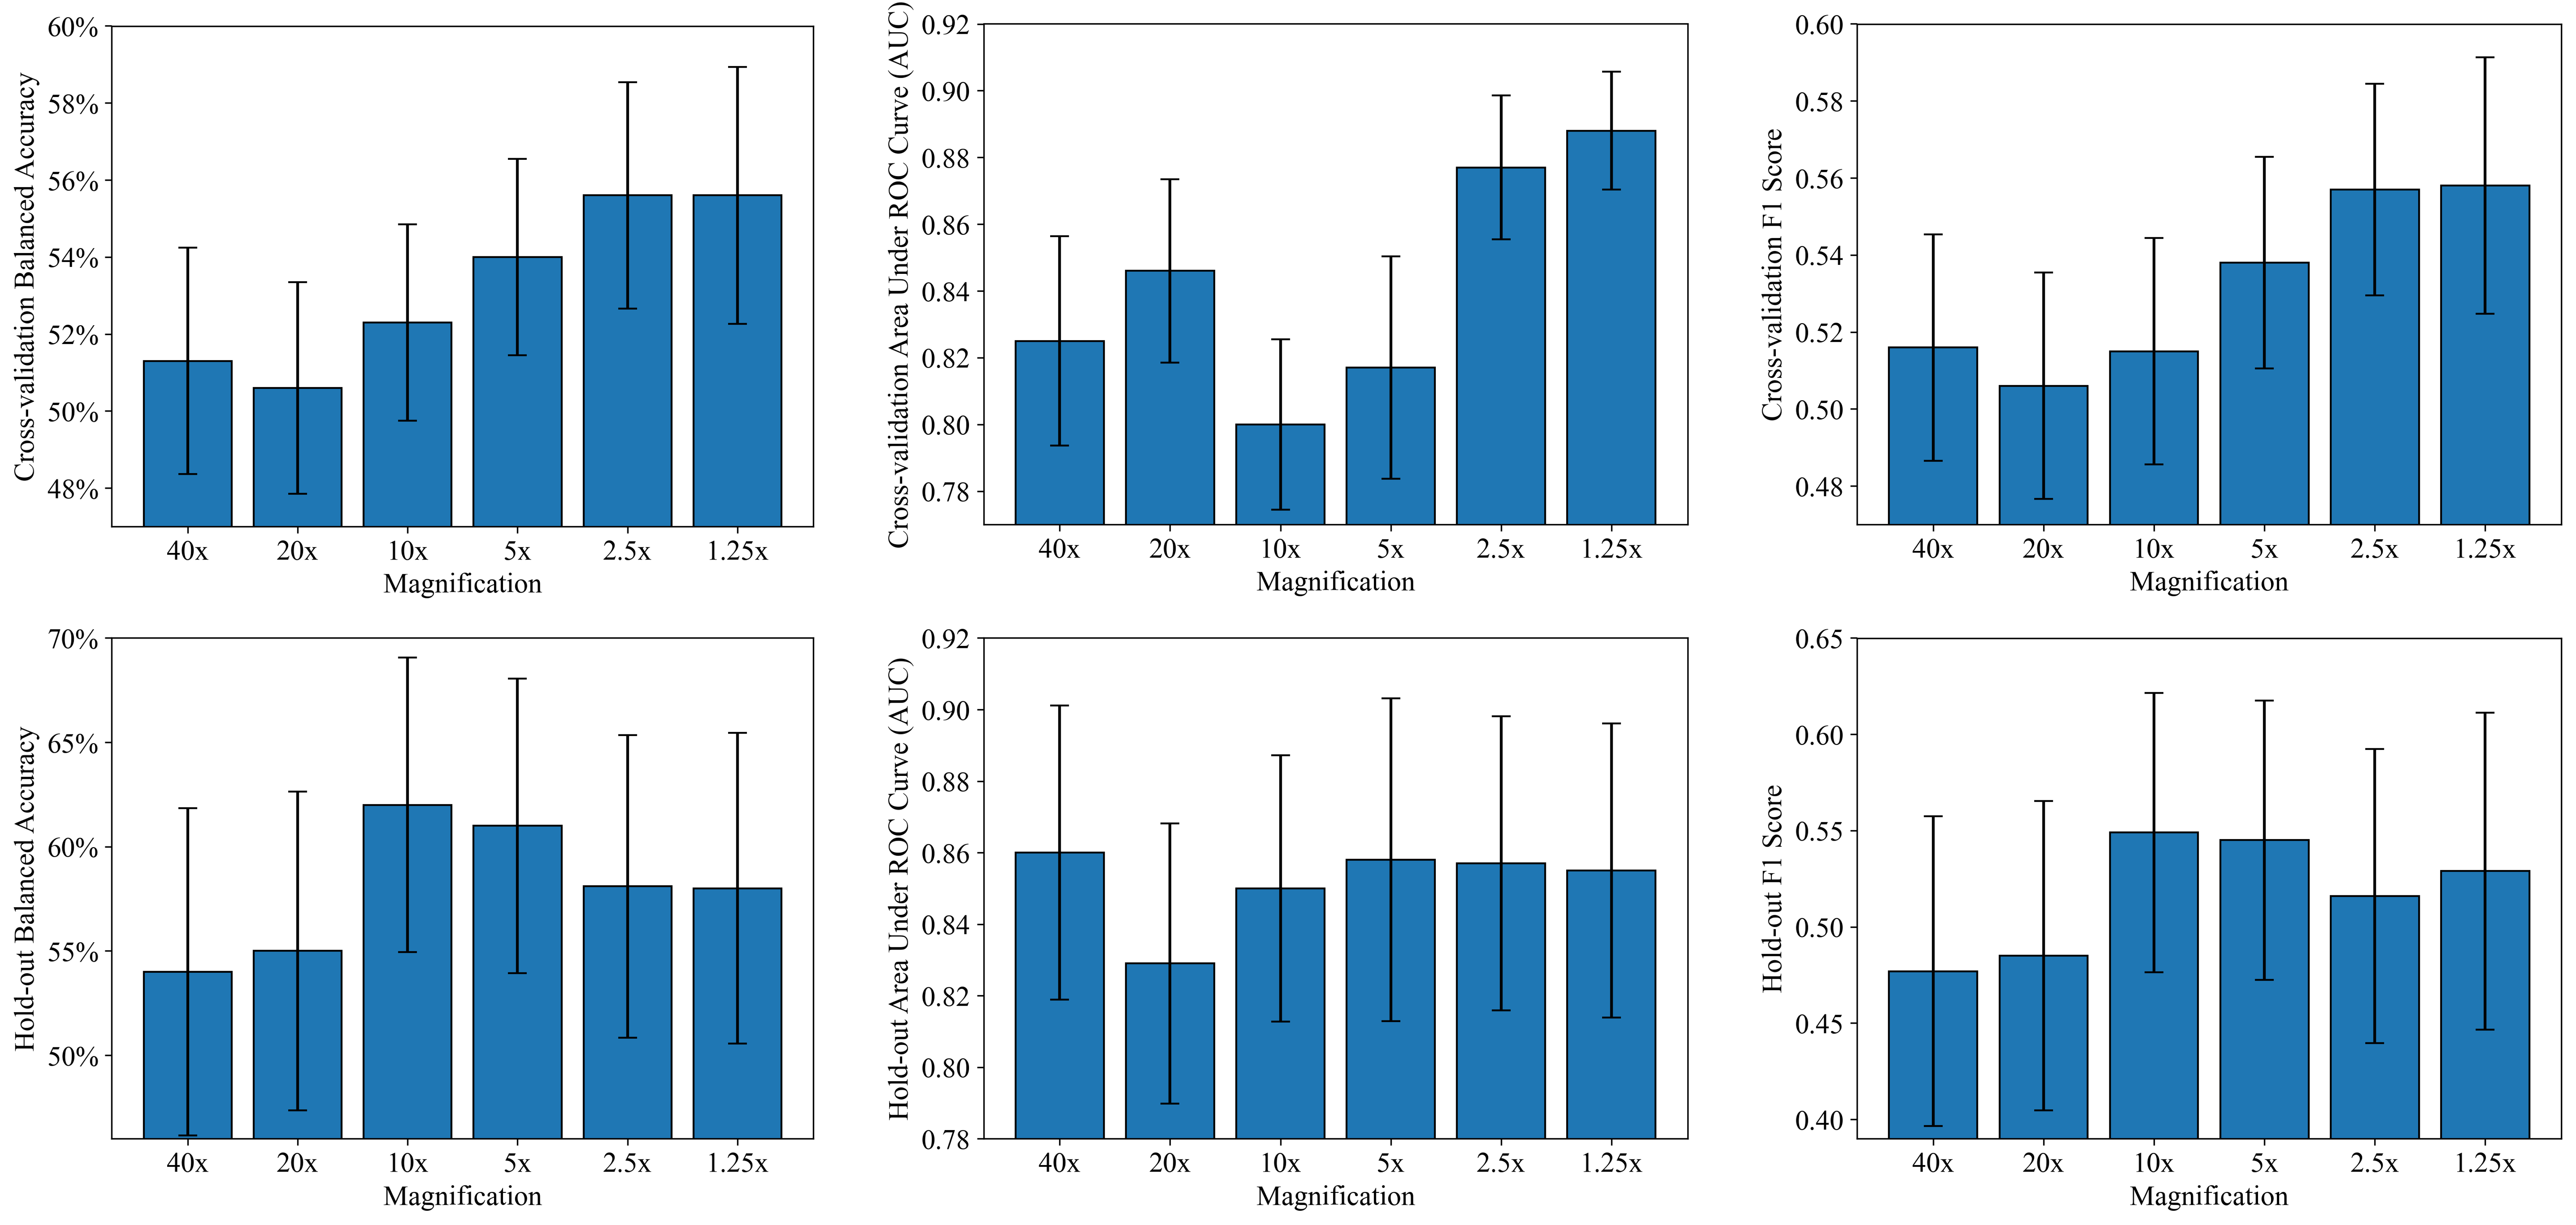 Cross-validation Balanced Accuracy
60%
58%
56%
54%
52%
50%
48%
40x 20x 10x 5x 2.5x 1.25x
Magnification
Cross-validation Area Under ROC Curve (AUC)
0.92
0.90
0.88
0.86
0.84
0.82
0.80
0.78
40x 20x 10x 5x 2.5x 1.25x
Magnification
Cross-validation F1 Score
0.60
0.58
0.56
0.54
0.52
0.50
0.48
40x 20x 10x 5x 2.5x 1.25x
Magnification
Hold-out Balanced Accuracy
70%
65%
60%
55%
50%
40x 20x 10x 5x 2.5x 1.25x
Magnification
Hold-out Area Under ROC Curve (AUC)
0.92
0.90
0.88
0.86
0.84
0.82
0.80
0.78
40x 20x 10x 5x 2.5x 1.25x
Magnification
Hold-out F1 Score
0.65
0.60
0.55
0.50
0.45
0.40
40x 20x 10x 5x 2.5x 1.25x
Magnification